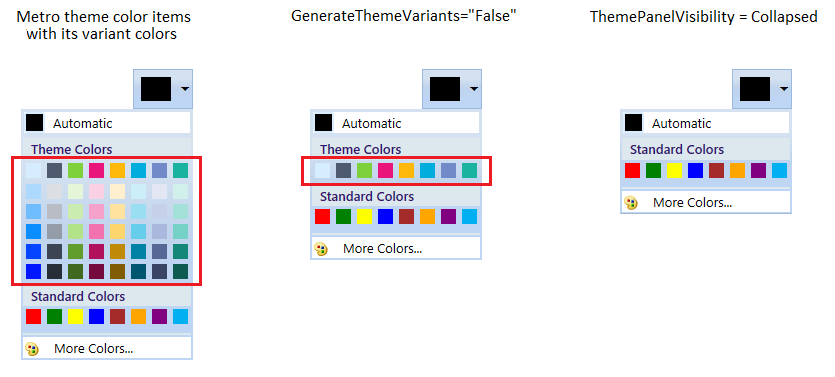 Metro theme color items
with its variant colors
Automatic
Theme Colors
Standard Colors
More Colors...
GenerateThemeVariants="False"
Automatic
Theme Colors
Standard Colors
More Colors...
ThemePanelVisibility = Collapsed
Automatic
Standard Colors
More Colors...